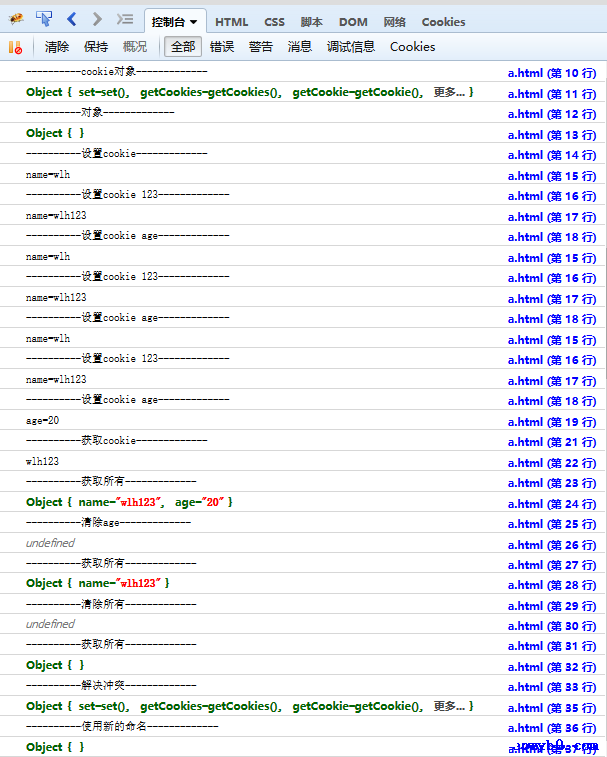 控制台 HTML CSS 脚本 DOM 网络 Cookies
清除 保持 概况 全部 错误 警告 消息 调试信息 Cookies
----------cookie对象------------- a.html (第 10 行)
Object { set=set(), getCookies=getCookies(), getCookie=getCookie(), 更多... } a.html (第 11 行)
----------对象------------- a.html (第 12 行)
Object { } a.html (第 13 行)
----------设置cookie------------- a.html (第 14 行)
name=wlh a.html (第 15 行)
----------设置cookie 123------------- a.html (第 16 行)
name=wlh123 a.html (第 17 行)
----------设置cookie age------------- a.html (第 18 行)
name=wlh a.html (第 15 行)
----------设置cookie 123------------- a.html (第 16 行)
name=wlh123 a.html (第 17 行)
----------设置cookie age------------- a.html (第 18 行)
name=wlh a.html (第 15 行)
----------设置cookie 123------------- a.html (第 16 行)
name=wlh123 a.html (第 17 行)
----------设置cookie age------------- a.html (第 18 行)
age=20 a.html (第 19 行)
----------获取cookie------------- a.html (第 21 行)
wlh123 a.html (第 22 行)
----------获取所有------------- a.html (第 23 行)
Object { name="wlh123", age="20" } a.html (第 24 行)
----------清除age------------- a.html (第 25 行)
undefined a.html (第 26 行)
----------获取所有------------- a.html (第 27 行)
Object { name="wlh123" } a.html (第 28 行)
----------清除所有------------- a.html (第 29 行)
undefined a.html (第 30 行)
----------获取所有------------- a.html (第 31 行)
Object { } a.html (第 32 行)
----------解决冲突------------- a.html (第 33 行)
Object { set=set(), getCookies=getCookies(), getCookie=getCookie(), 更多... } a.html (第 35 行)
----------使用新的命名------------- a.html (第 36 行)
Object { }